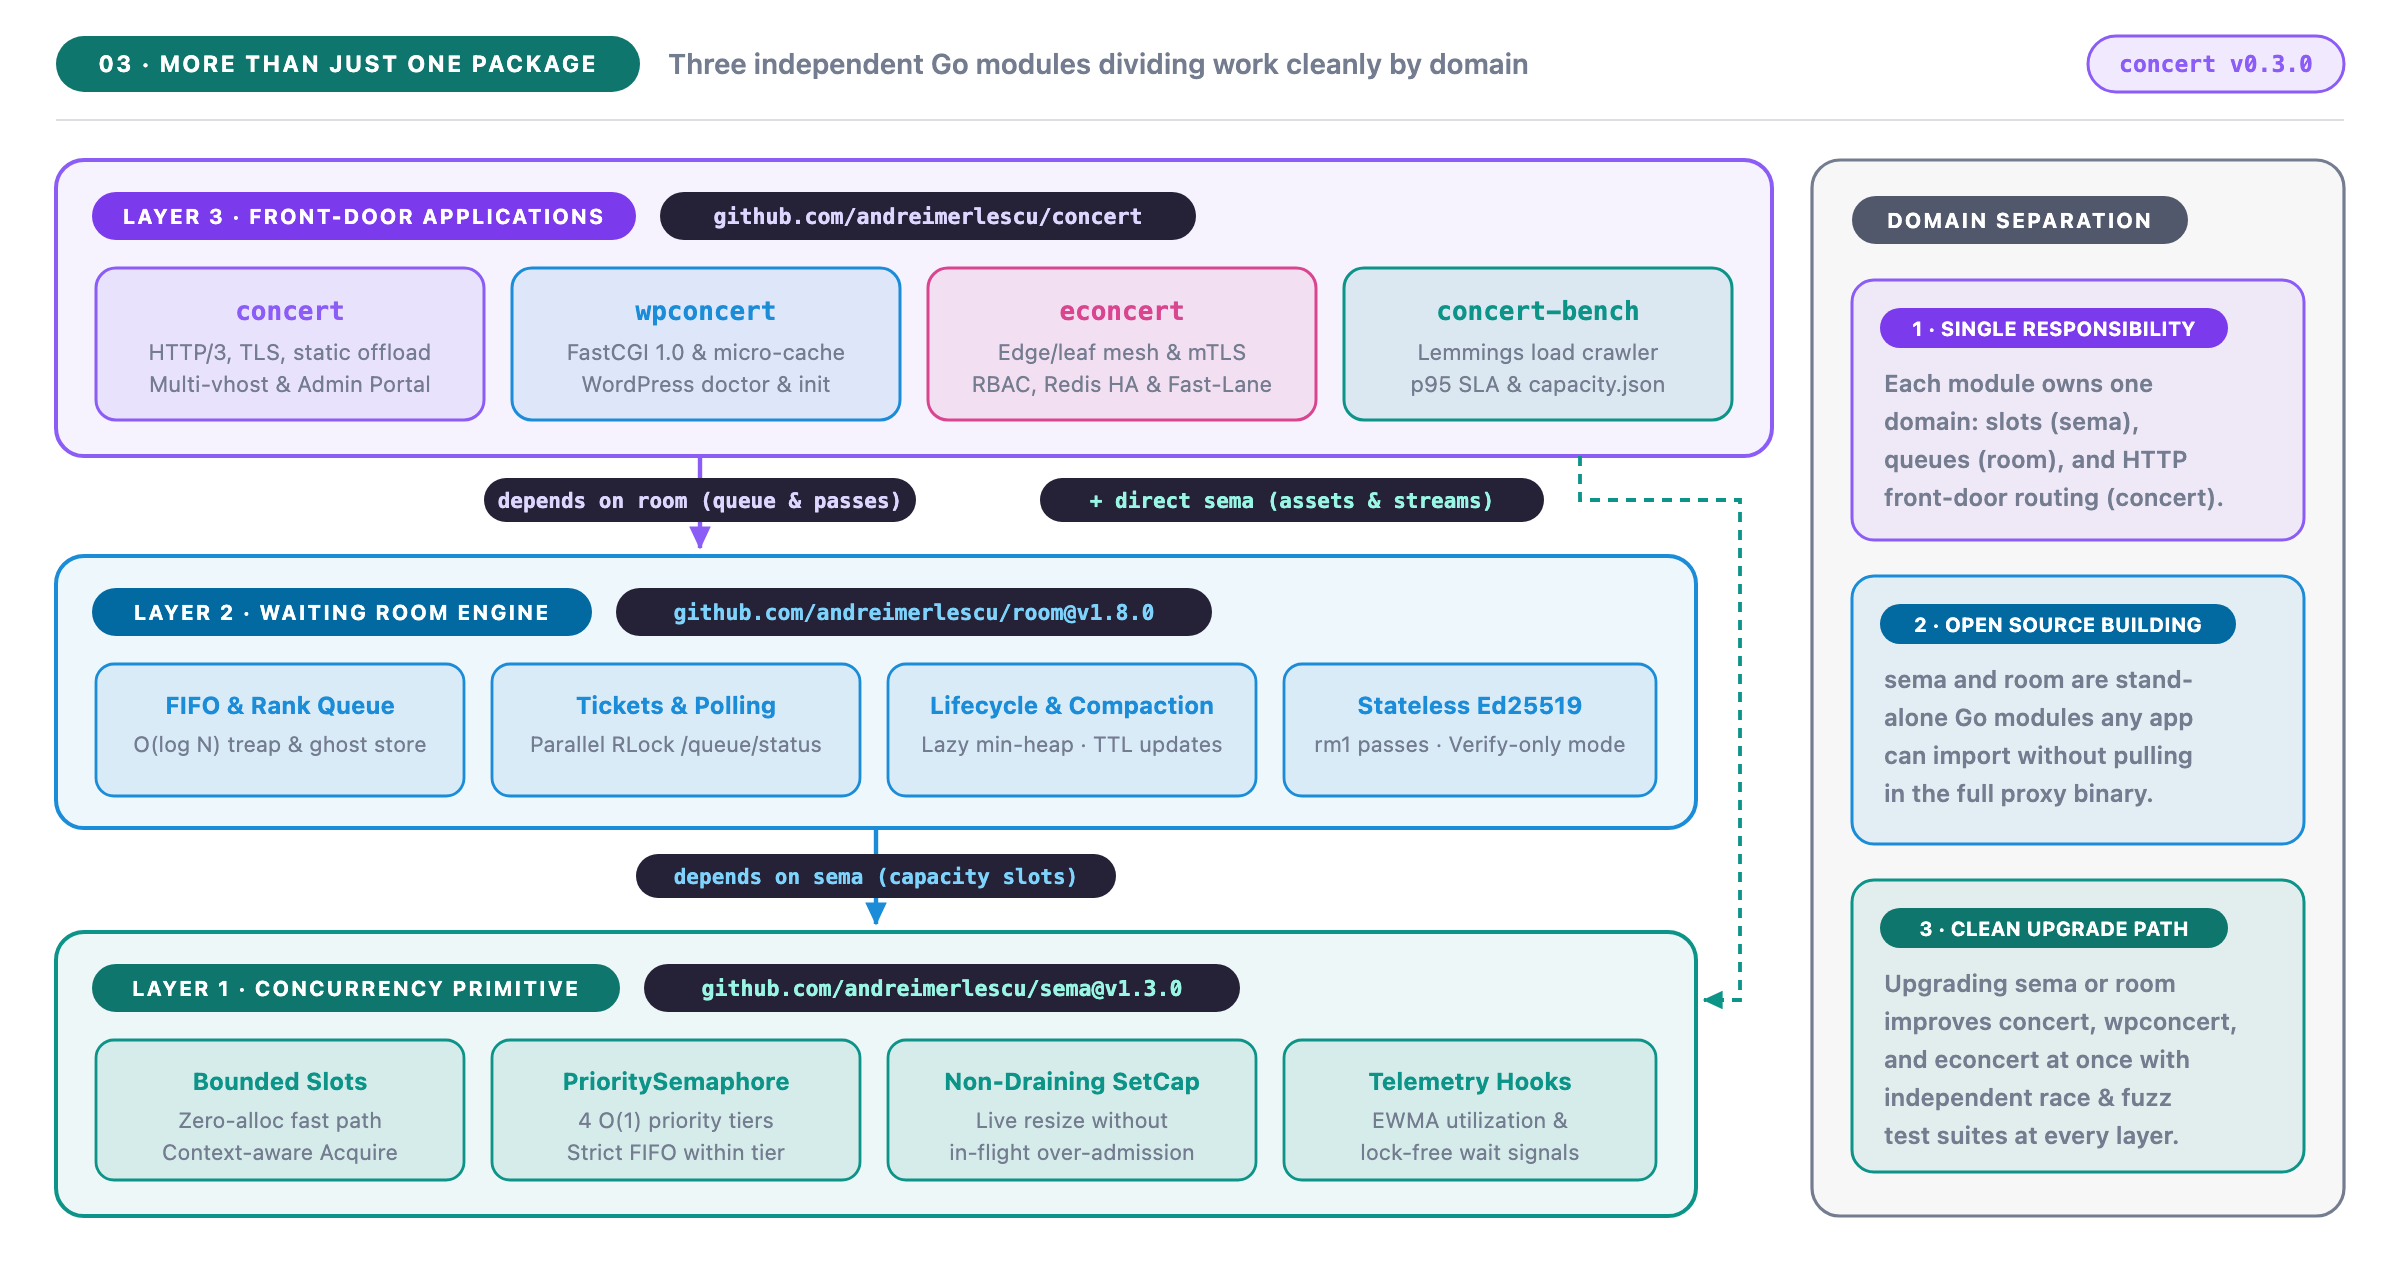 03 · MORE THAN JUST ONE PACKAGE
Three independent Go modules dividing work cleanly by domain
concert v0.3.0
LAYER 3 · FRONT-DOOR APPLICATIONS
github.com/andreimerlescu/concert
concert
HTTP/3, TLS, static offload
Multi-vhost & Admin Portal
wpconcert
FastCGI 1.0 & micro-cache
WordPress doctor & init
econcert
Edge/leaf mesh & mTLS
RBAC, Redis HA & Fast-Lane
concert-bench
Lemmings load crawler
p95 SLA & capacity.json
depends on room (queue & passes)
+ direct sema (assets & streams)
LAYER 2 · WAITING ROOM ENGINE
github.com/andreimerlescu/room@v1.8.0
FIFO & Rank Queue
O(log N) treap & ghost store
Tickets & Polling
Parallel RLock /queue/status
Lifecycle & Compaction
Lazy min-heap · TTL updates
Stateless Ed25519
rm1 passes · Verify-only mode
depends on sema (capacity slots)
LAYER 1 · CONCURRENCY PRIMITIVE
github.com/andreimerlescu/sema@v1.3.0
Bounded Slots
Zero-alloc fast path
Context-aware Acquire
PrioritySemaphore
4 O(1) priority tiers
Strict FIFO within tier
Non-Draining SetCap
Live resize without
in-flight over-admission
Telemetry Hooks
EWMA utilization &
lock-free wait signals
DOMAIN SEPARATION
1 · SINGLE RESPONSIBILITY
Each module owns one
domain: slots (sema),
queues (room), and HTTP
front-door routing (concert).
2 · OPEN SOURCE BUILDING
sema and room are stand-
alone Go modules any app
can import without pulling
in the full proxy binary.
3 · CLEAN UPGRADE PATH
Upgrading sema or room
improves concert, wpconcert,
and econcert at once with
independent race & fuzz
test suites at every layer.